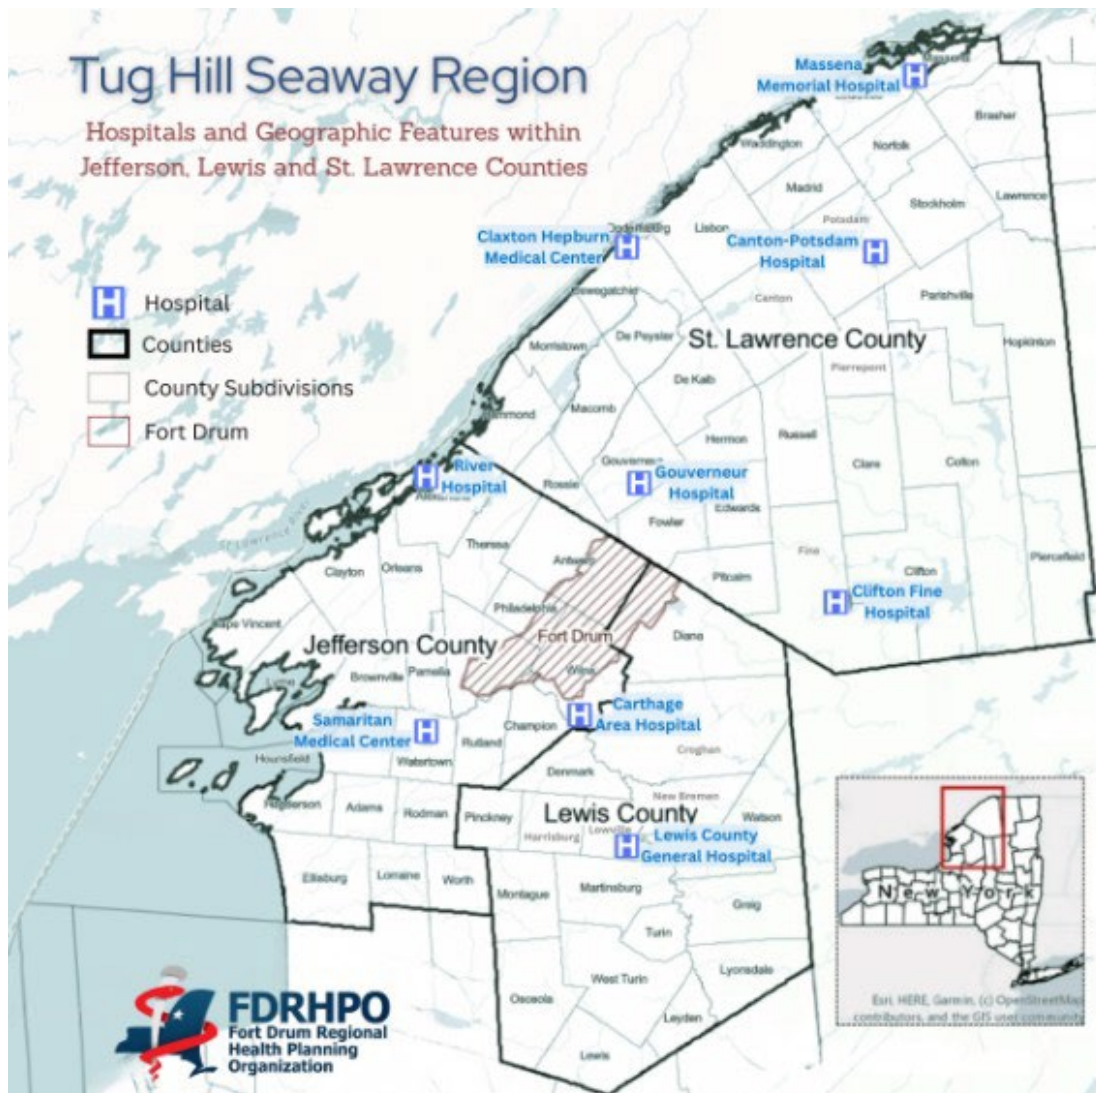 Tug Hill Seaway Region
Hospitals and Geographic Features within
Jefferson, Lewis and St. Lawrence Counties
Hospital
Counties
County Subdivisions
Fort Drum
Massena
Memorial Hospital
Brasher
Waddington
Norfolk
Madrid
Lawrence
Stockholm
Potsdam
Lisbon
Claxton Hepburn
Medical Center
Canton-Potsdam
Hospital
Oswegatchie
Canton
Parishville
De Peyster
St. Lawrence County
Hopkinton
Morristown
Pierrepont
De Kalb
Macomb
Hermon
Russell
Clare
Colton
River
Hospital
Rossie
Gouverneur
Hospital
Edwards
Fowler
St Lawrence River
Theresa
Antwerp
Fine
Piercefield
Clayton
Orleans
Pitcairn
Clifton
Clifton Fine
Hospital
Philadelphia
Cape Vincent
Jefferson County
Fort Drum
Diana
Wilna
Lyme
Brownville
Pamelia
Samaritan
Medical Center
Carthage
Area Hospital
Champion
Rutland
Watertown
Croghan
Hounsfield
Denmark
New Bremen
Henderson
Adams
Rodman
Pinckney
Lewis County
Watson
Harrisburg
Lowville
Lewis County
General Hospital
Ellisburg
Lorraine
Worth
Montague
Martinsburg
Greig
Turin
West Turin
Lyonsdale
Osceola
Leyden
Lewis
New York
Esri, HERE, Garmin, (c) OpenStreetMap
contributors, and the GIS user community
FDRHPO
Fort Drum Regional
Health Planning
Organization